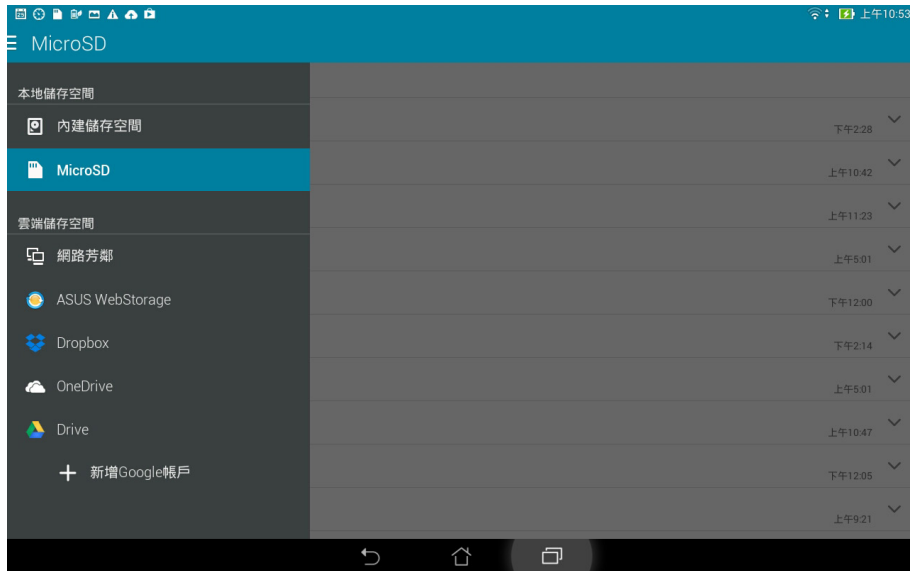 上午10:53
MicroSD
本地儲存空間
內建儲存空間
MicroSD
雲端儲存空間
網路芳鄰
ASUS WebStorage
Dropbox
OneDrive
Drive
新增Google帳戶
下午2:28
上午10:42
上午11:23
上午5:01
下午12:00
下午2:14
上午5:01
上午10:47
下午12:05
上午9:21